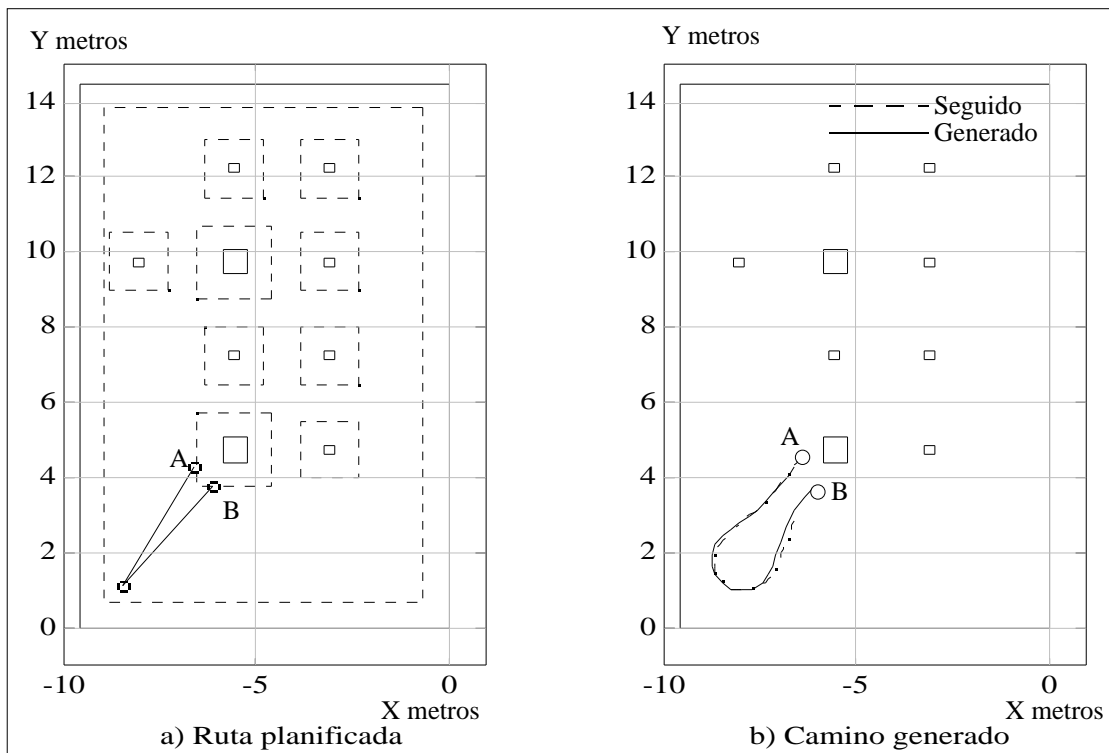 Y metros
14
12
10
8
6
4
2
0
A
B
-10
-5
0
X metros
a) Ruta planificada
Y metros
14
12
10
8
6
4
2
0
Seguido
Generado
A
B
-10
-5
0
X metros
b) Camino generado